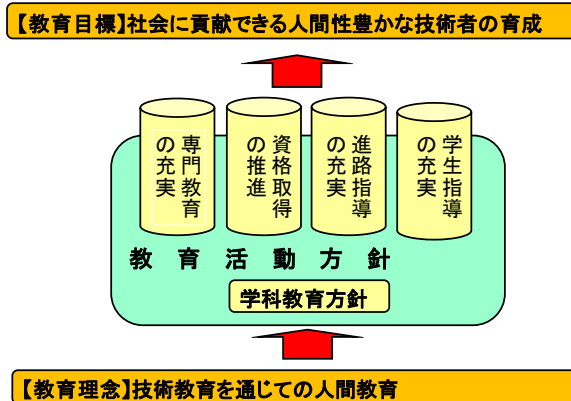 【教育目標】社会に貢献できる人間性豊かな技術者の育成
専門教育
の充実
資格取得
の推進
進路指導
の充実
学生指導
の充実
教育活動方針
学科教育方針
【教育理念】技術教育を通じての人間教育